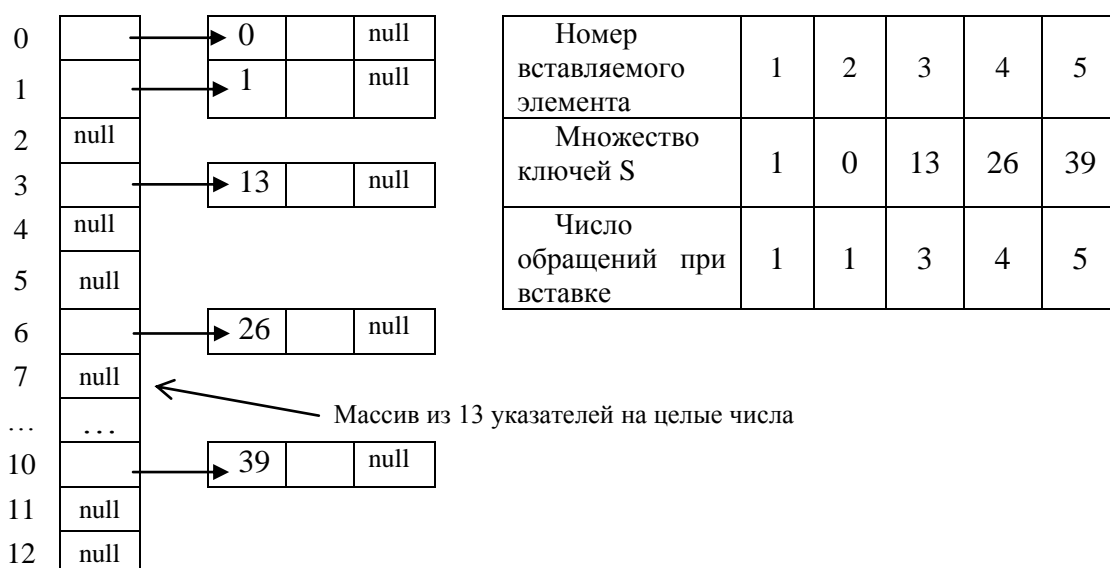 0 0 null
1 1 null
2 null
3 13 null
4 null
5 null
6 26 null
7 null
Массив из 13 указателей на целые числа
... ...
10 39 null
11 null
12 null
Номер
вставляемого
элемента
1 2 3 4 5
Множество
ключей S
1 0 13 26 39
Число
обращений при
вставке
1 1 3 4 5